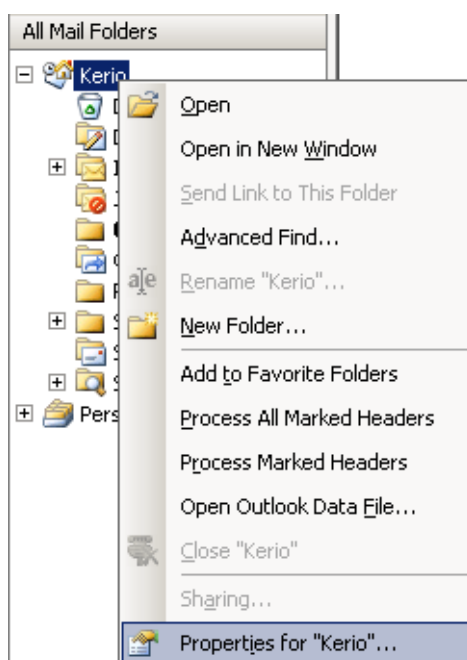 All Mail Folders
Kerio
Open
Open in New Window
Send Link to This Folder
Advanced Find...
Rename "Kerio"...
New Folder...
Add to Favorite Folders
Process All Marked Headers
Process Marked Headers
Open Outlook Data File...
Close "Kerio"
Sharing...
Properties for "Kerio"...
Pers